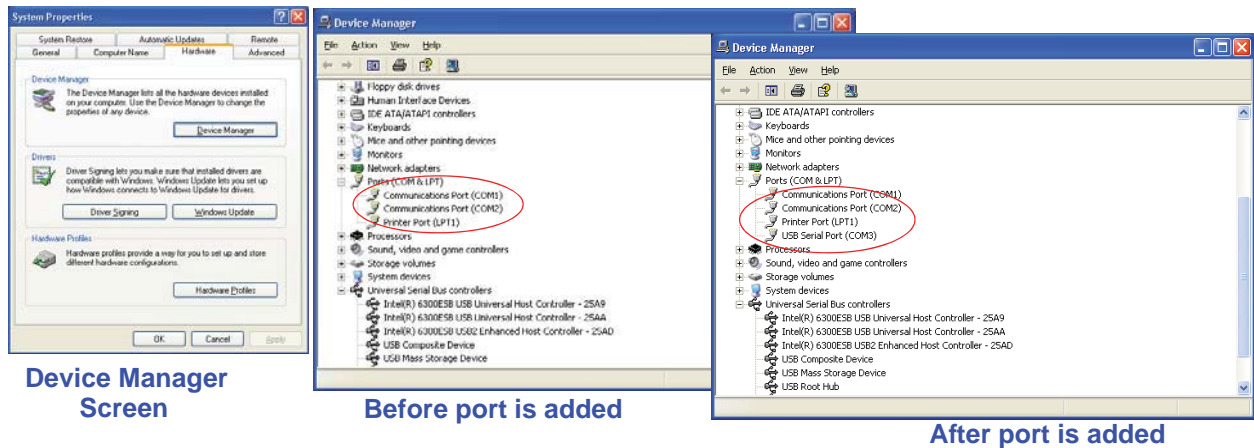 System Properties
System Restore Automatic Updates Remote
General Computer Name Hardware Advanced
Device Manager
The Device Manager lists all the hardware devices installed
on your computer. Use the Device Manager to change the
properties of any device.
Device Manager
Drivers
Driver Signing lets you make sure that installed drivers are
compatible with Windows. Windows Update lets you set up
how Windows connects to Windows Update for drivers.
Driver Signing Windows Update
Hardware Profiles
Hardware profiles provide a way for you to set up and store
different hardware configurations.
Hardware Profiles
OK Cancel Apply
Device Manager
Screen
Device Manager
File Action View Help
Floppy disk drives
Human Interface Devices
IDE ATA/ATAPI controllers
Keyboards
Mice and other pointing devices
Monitors
Network adapters
Ports (COM & LPT)
Communications Port (COM1)
Communications Port (COM2)
Printer Port (LPT1)
Processors
Sound, video and game controllers
Storage volumes
System devices
Universal Serial Bus controllers
Intel(R) 6300ESB USB Universal Host Controller - 25A9
Intel(R) 6300ESB USB Universal Host Controller - 25AA
Intel(R) 6300ESB USB2 Enhanced Host Controller - 25AD
USB Composite Device
USB Mass Storage Device
Before port is added
Device Manager
File Action View Help
IDE ATA/ATAPI controllers
Keyboards
Mice and other pointing devices
Monitors
Network adapters
Ports (COM & LPT)
Communications Port (COM1)
Communications Port (COM2)
Printer Port (LPT1)
USB Serial Port (COM3)
Processors
Sound, video and game controllers
Storage volumes
System devices
Universal Serial Bus controllers
Intel(R) 6300ESB USB Universal Host Controller - 25A9
Intel(R) 6300ESB USB Universal Host Controller - 25AA
Intel(R) 6300ESB USB2 Enhanced Host Controller - 25AD
USB Composite Device
USB Mass Storage Device
USB Root Hub
After port is added